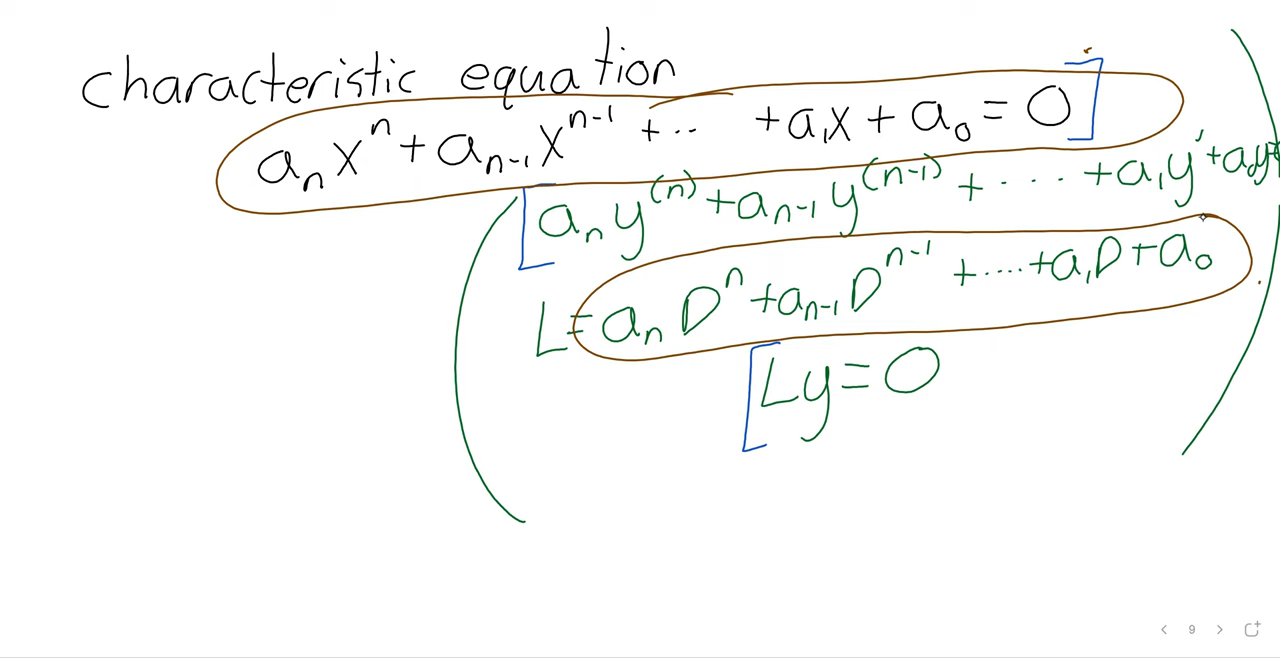 characteristic equation
aₙxⁿ + aₙ₋₁xⁿ⁻¹ + ⋯ + a₁x + a₀ = 0
aₙy⁽ⁿ⁾ + aₙ₋₁y⁽ⁿ⁻¹⁾ + ⋯⋯ + a₁y′ + a₀y
L = aₙDⁿ + aₙ₋₁Dⁿ⁻¹ + ⋯⋯ + a₁D + a₀
Ly = 0
9